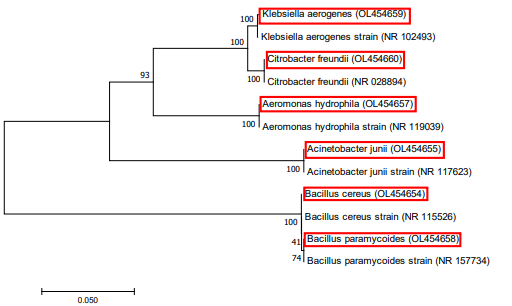 100
Klebsiella aerogenes (OL454659)
Klebsiella aerogenes strain (NR 102493)
100
Citrobacter freundii (OL454660)
100
Citrobacter freundii (NR 028894)
93
Aeromonas hydrophila (OL454657)
100
Aeromonas hydrophila strain (NR 119039)
Acinetobacter junii (OL454655)
100
Acinetobacter junii strain (NR 117623)
Bacillus cereus (OL454654)
100
Bacillus cereus strain (NR 115526)
41
Bacillus paramycoides (OL454658)
74
Bacillus paramycoides strain (NR 157734)
0.050